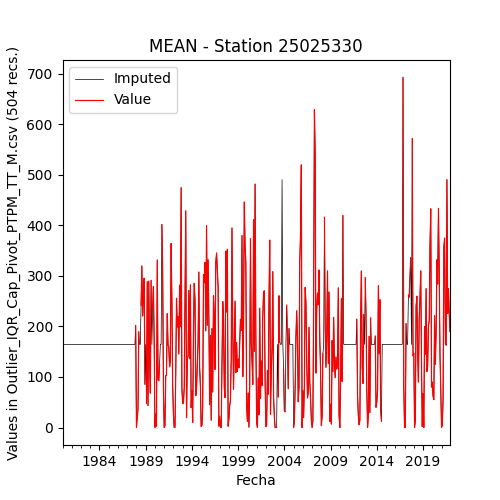 MEAN - Station 25025330
Values in Outlier_IQR_Cap_Pivot_PTPM_TT_M.csv (504 recs.)
700
600
500
400
300
200
100
0
Imputed
Value
1984 1989 1994 1999 2004 2009 2014 2019
Fecha